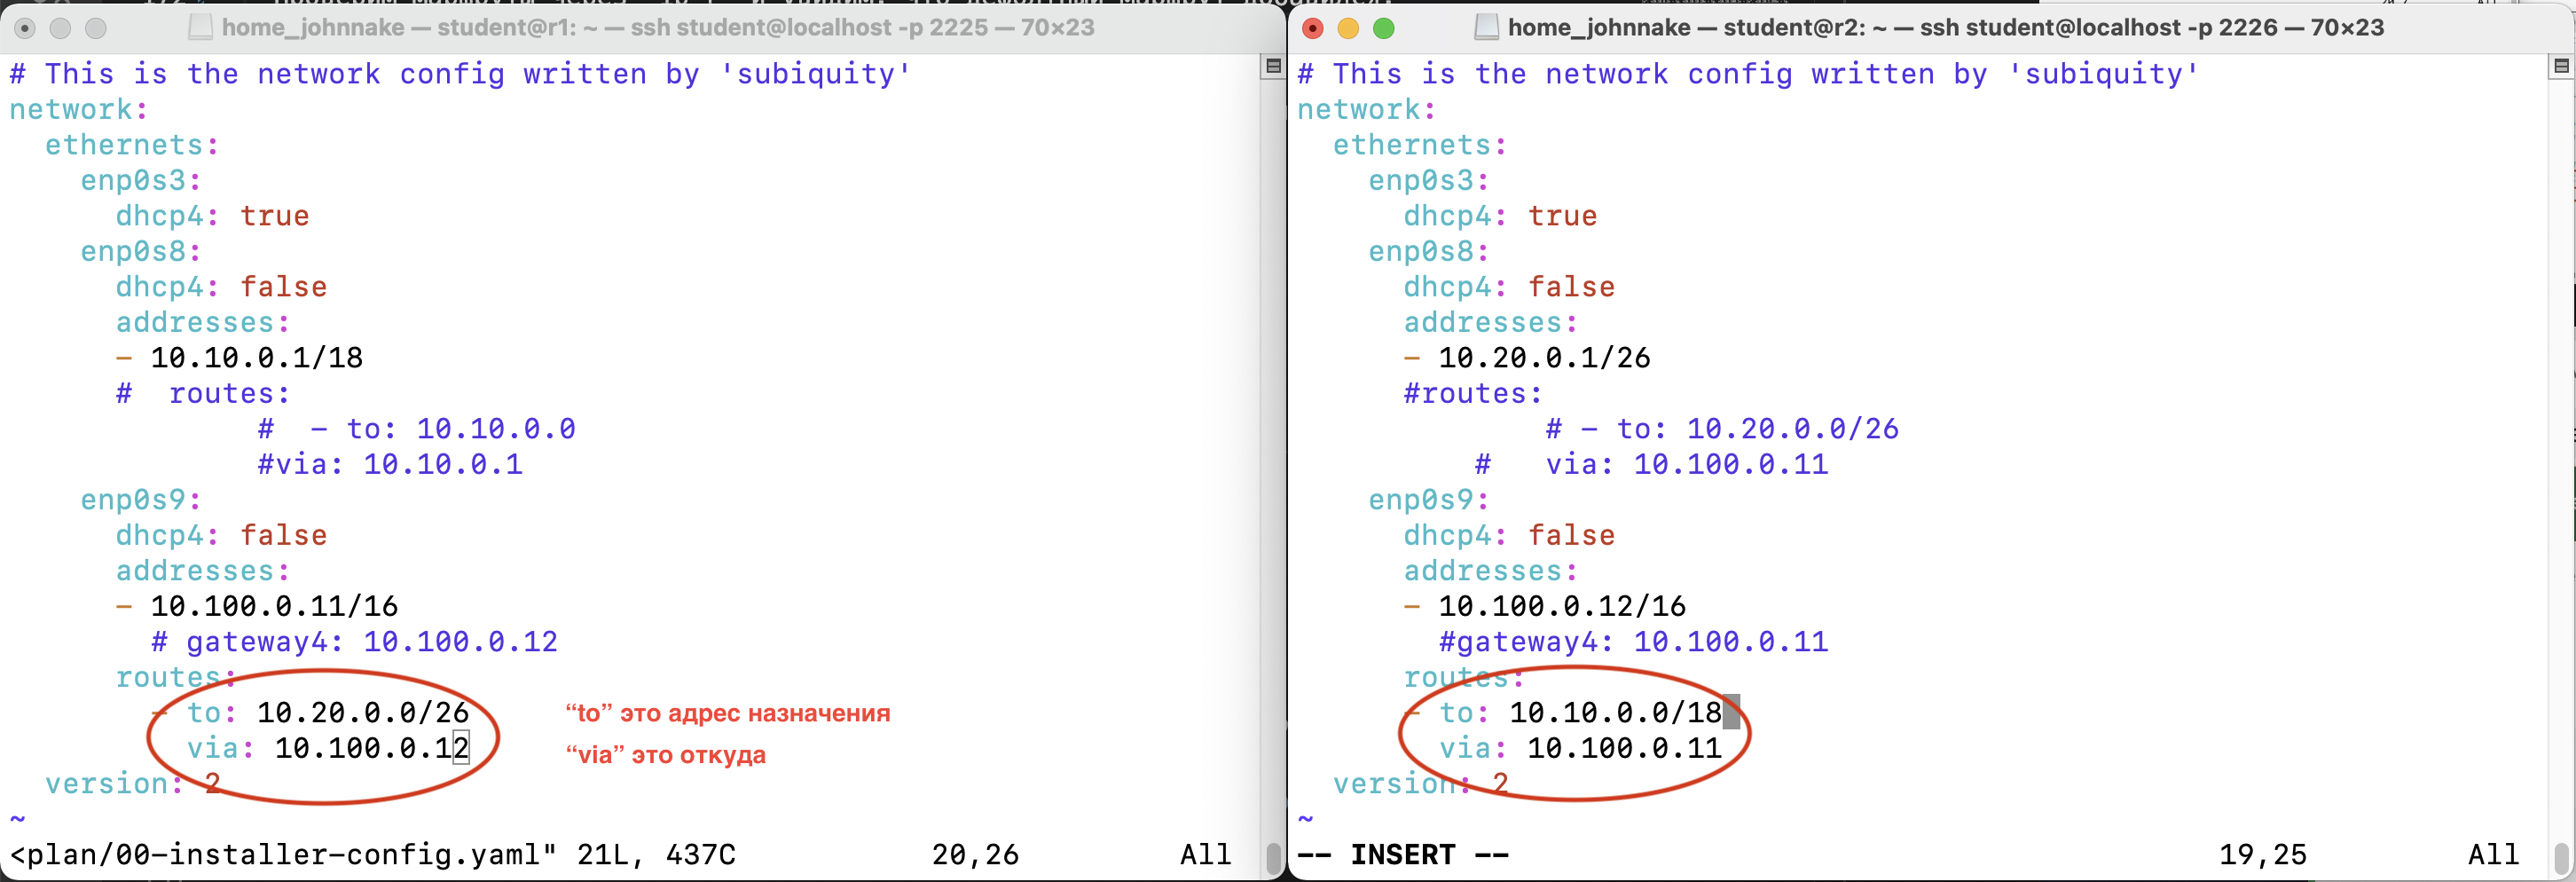 home_johnnake — student@r1: ~ — ssh student@localhost -p 2225 — 70×23
# This is the network config written by 'subiquity'
network:
  ethernets:
    enp0s3:
      dhcp4: true
    enp0s8:
      dhcp4: false
      addresses:
      - 10.10.0.1/18
      #  routes:
              #  - to: 10.10.0.0
              #via: 10.10.0.1
    enp0s9:
      dhcp4: false
      addresses:
      - 10.100.0.11/16
        # gateway4: 10.100.0.12
      routes:
        - to: 10.20.0.0/26
          via: 10.100.0.12
  version: 2
~
<plan/00-installer-config.yaml" 21L, 437C 20,26 All
“to” это адрес назначения
“via” это откуда
home_johnnake — student@r2: ~ — ssh student@localhost -p 2226 — 70×23
# This is the network config written by 'subiquity'
network:
  ethernets:
    enp0s3:
      dhcp4: true
    enp0s8:
      dhcp4: false
      addresses:
      - 10.20.0.1/26
      #routes:
              # - to: 10.20.0.0/26
          #   via: 10.100.0.11
    enp0s9:
      dhcp4: false
      addresses:
      - 10.100.0.12/16
        #gateway4: 10.100.0.11
      routes:
      - to: 10.10.0.0/18
        via: 10.100.0.11
  version: 2
~
-- INSERT -- 19,25 All